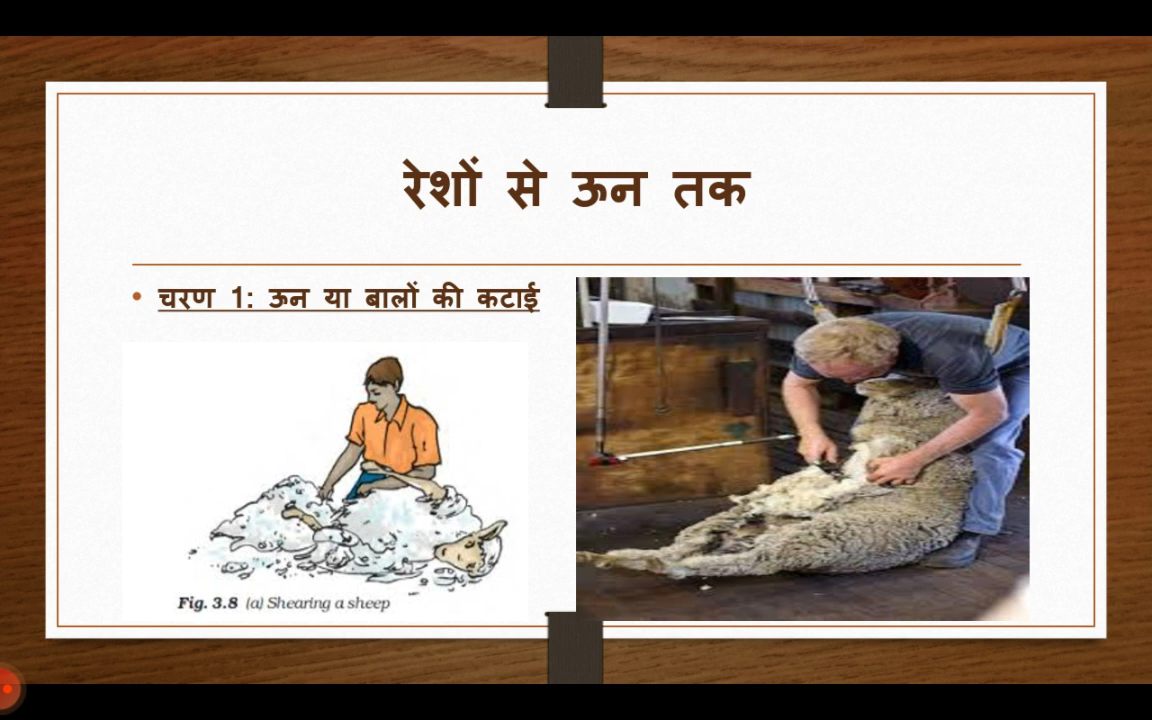 रेशों से ऊन तक
• चरण 1: ऊन या बालों की कटाई
Fig. 3.8 (a) Shearing a sheep